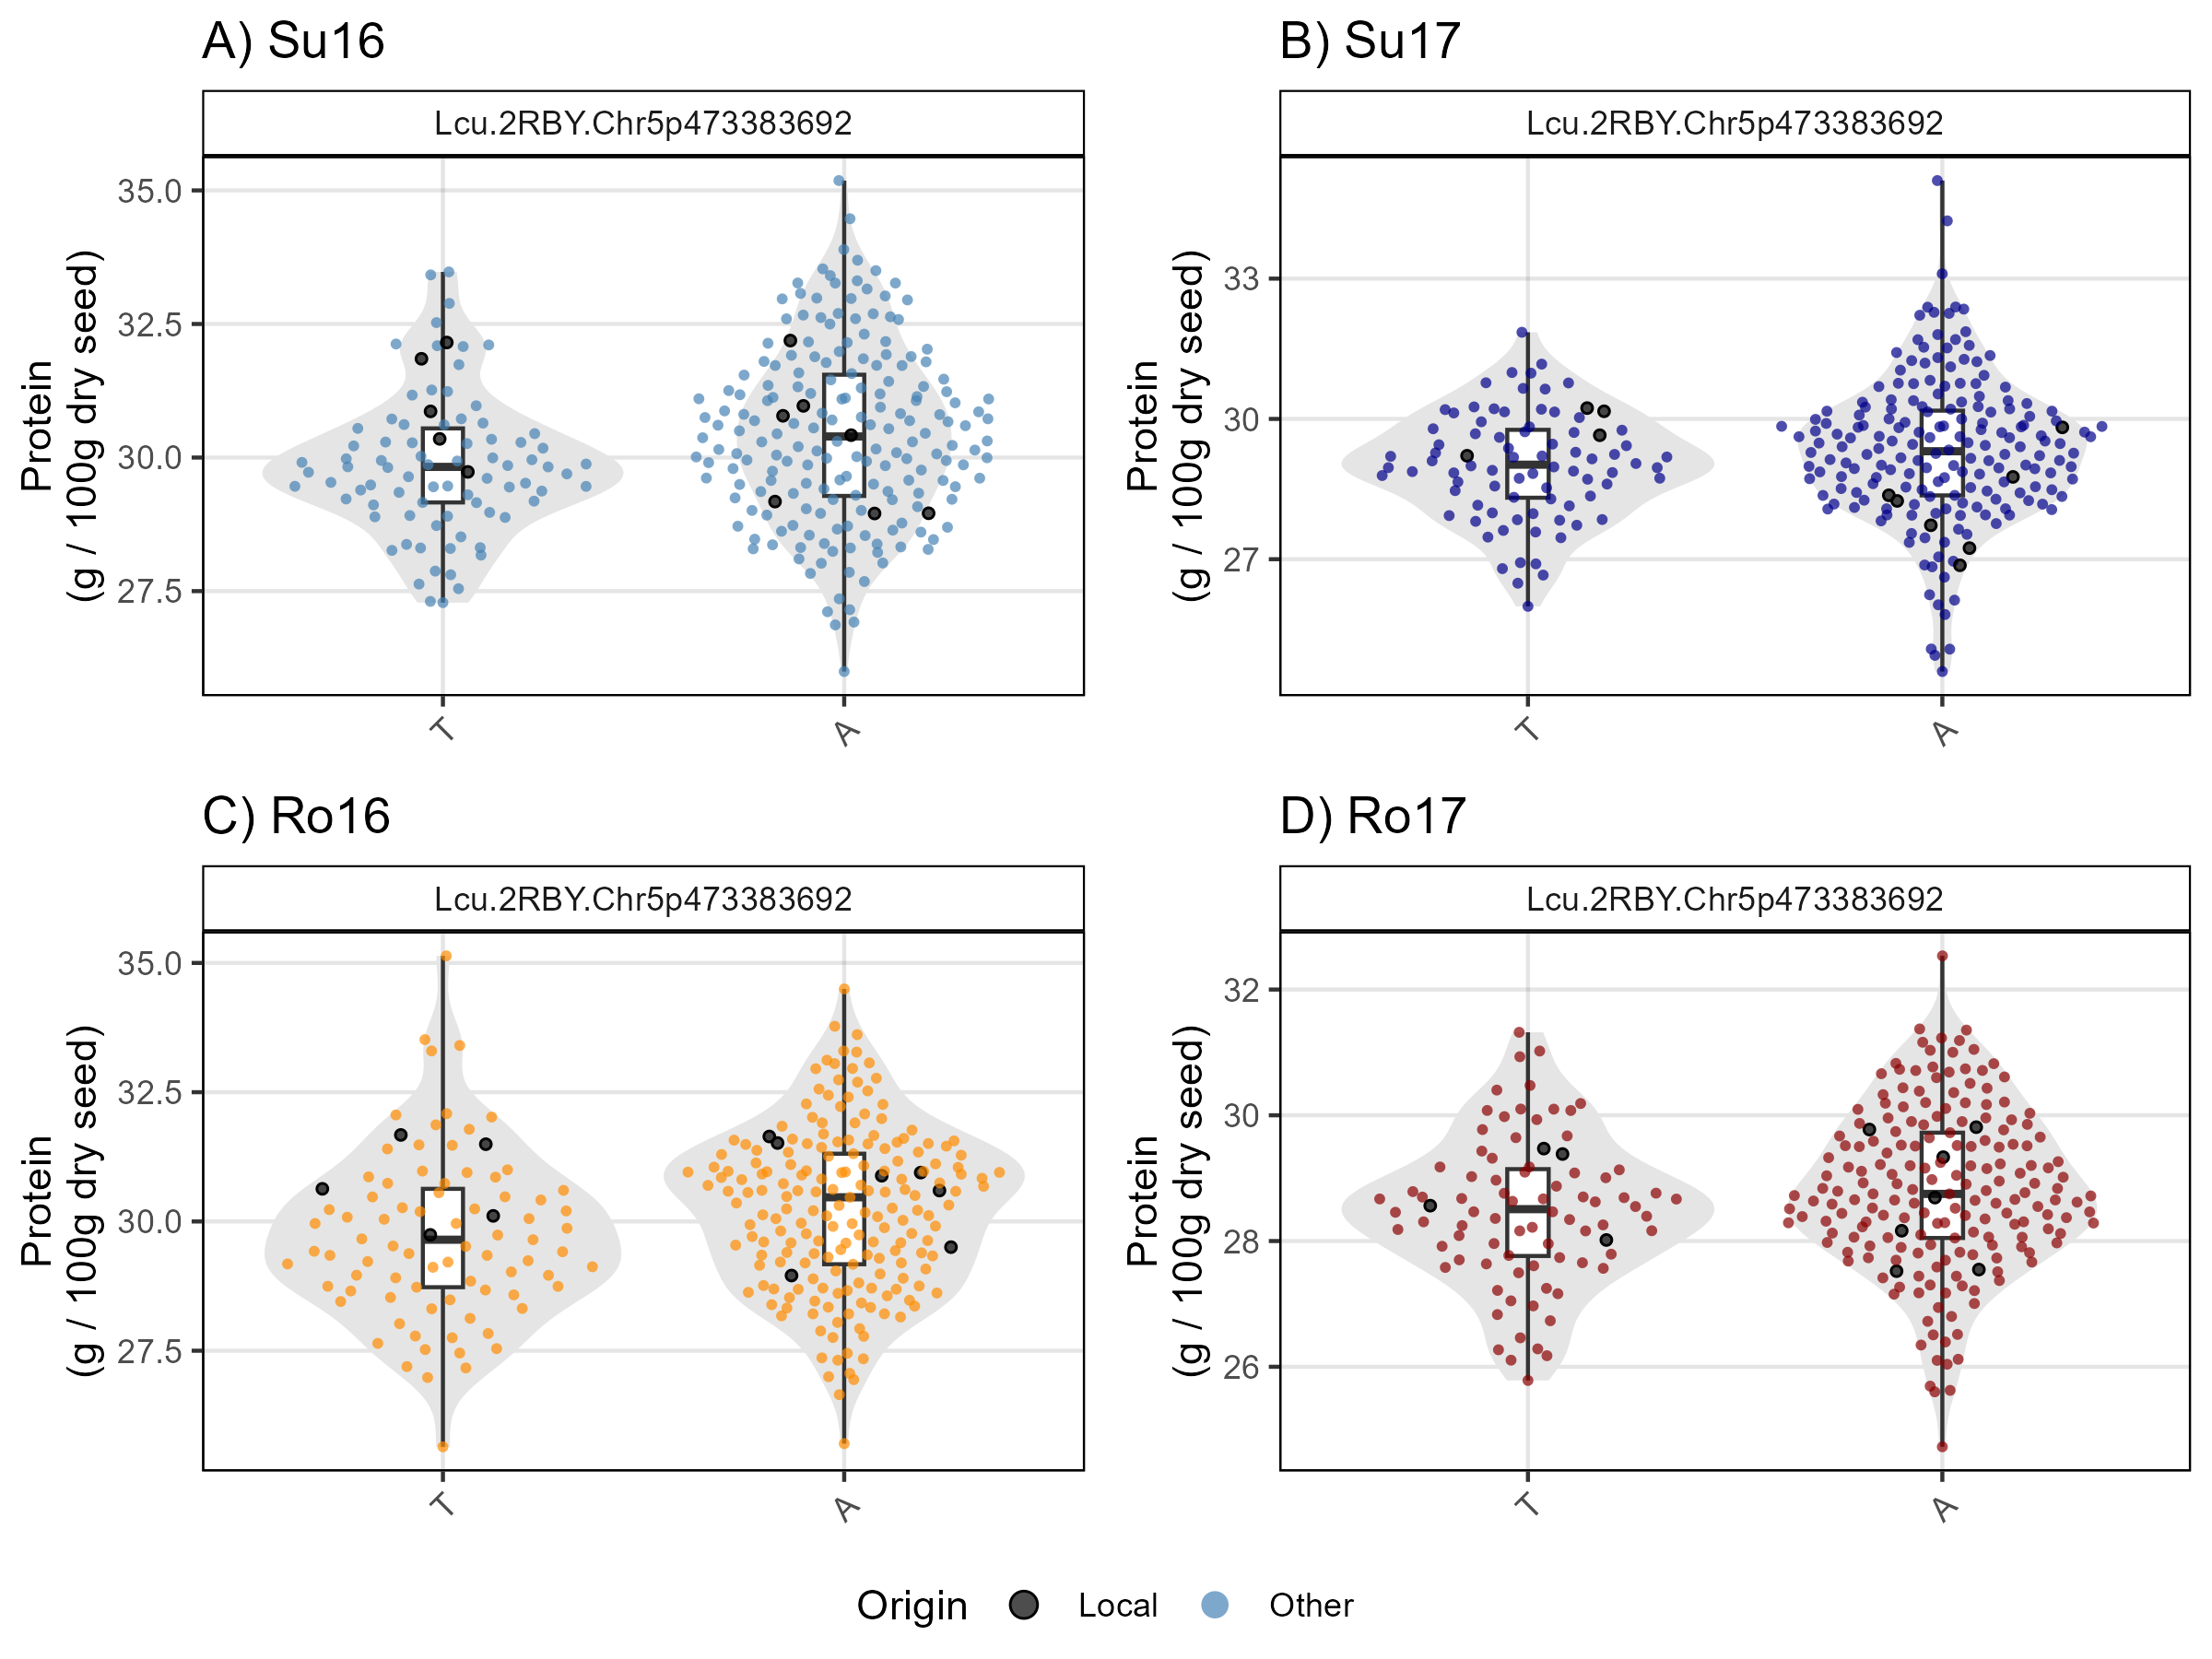 A) Su16
Lcu.2RBY.Chr5p473383692
Protein
(g / 100g dry seed)
35.0
32.5
30.0
27.5
T
A
B) Su17
Lcu.2RBY.Chr5p473383692
Protein
(g / 100g dry seed)
33
30
27
T
A
C) Ro16
Lcu.2RBY.Chr5p473383692
Protein
(g / 100g dry seed)
35.0
32.5
30.0
27.5
T
A
D) Ro17
Lcu.2RBY.Chr5p473383692
Protein
(g / 100g dry seed)
32
30
28
26
T
A
Origin Local Other